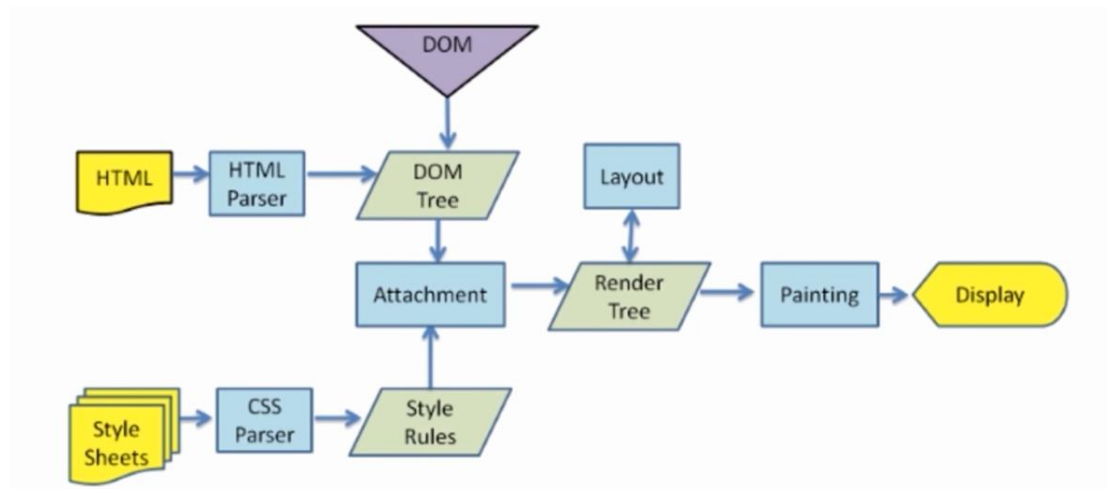 DOM
HTML
HTML
Parser
DOM
Tree
Layout
Attachment
Render
Tree
Painting
Display
Style
Sheets
CSS
Parser
Style
Rules